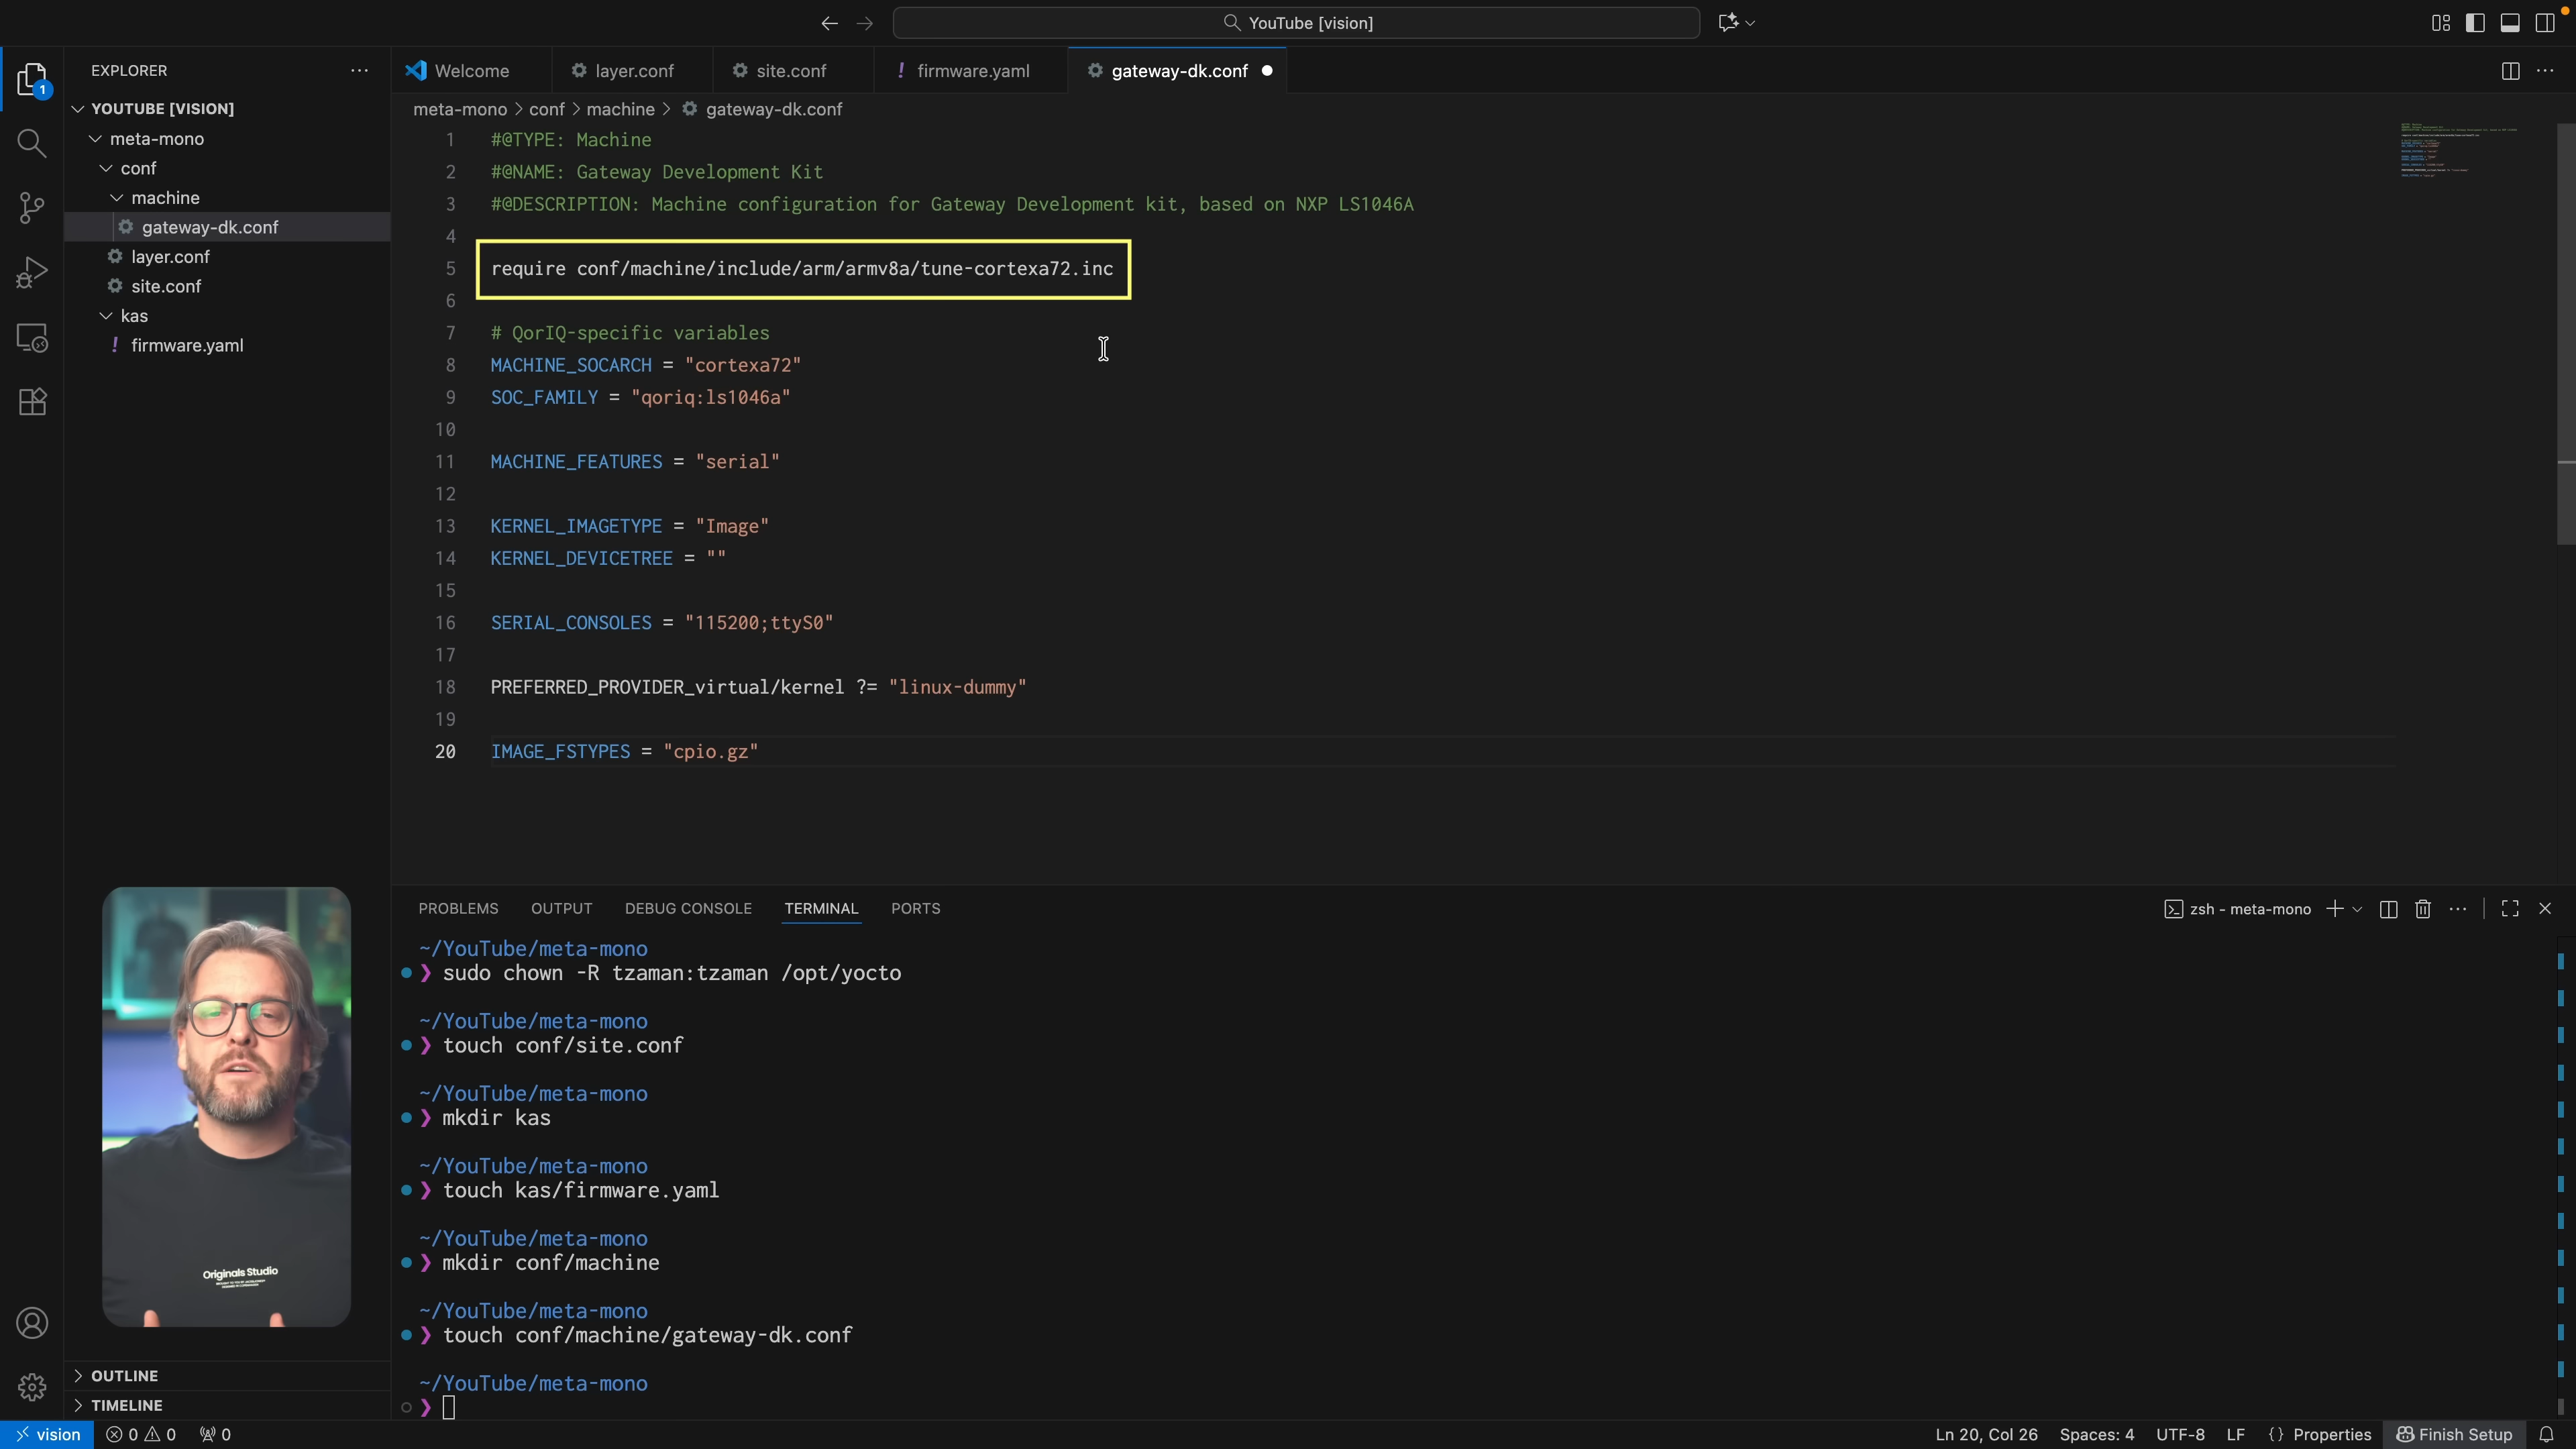 YouTube [vision]
EXPLORER
Welcome
layer.conf
site.conf
! firmware.yaml
gateway-dk.conf
1
YOUTUBE [VISION]
meta-mono
conf
machine
gateway-dk.conf
layer.conf
site.conf
kas
! firmware.yaml
meta-mono > conf > machine > gateway-dk.conf
1 #@TYPE: Machine
2 #@NAME: Gateway Development Kit
3 #@DESCRIPTION: Machine configuration for Gateway Development kit, based on NXP LS1046A
4
5 require conf/machine/include/arm/armv8a/tune-cortexa72.inc
6
7 # QorIQ-specific variables
8 MACHINE_SOCARCH = "cortexa72"
9 SOC_FAMILY = "qoriq:ls1046a"
10
11 MACHINE_FEATURES = "serial"
12
13 KERNEL_IMAGETYPE = "Image"
14 KERNEL_DEVICETREE = ""
15
16 SERIAL_CONSOLES = "115200;ttyS0"
17
18 PREFERRED_PROVIDER_virtual/kernel ?= "linux-dummy"
19
20 IMAGE_FSTYPES = "cpio.gz"
PROBLEMS OUTPUT DEBUG CONSOLE TERMINAL PORTS
zsh - meta-mono
~/YouTube/meta-mono
❯ sudo chown -R tzaman:tzaman /opt/yocto
~/YouTube/meta-mono
❯ touch conf/site.conf
~/YouTube/meta-mono
❯ mkdir kas
~/YouTube/meta-mono
❯ touch kas/firmware.yaml
~/YouTube/meta-mono
❯ mkdir conf/machine
~/YouTube/meta-mono
❯ touch conf/machine/gateway-dk.conf
~/YouTube/meta-mono
❯
Originals Studio
OUTLINE
TIMELINE
vision
0 0
0
Ln 20, Col 26
Spaces: 4
UTF-8
LF
{} Properties
Finish Setup